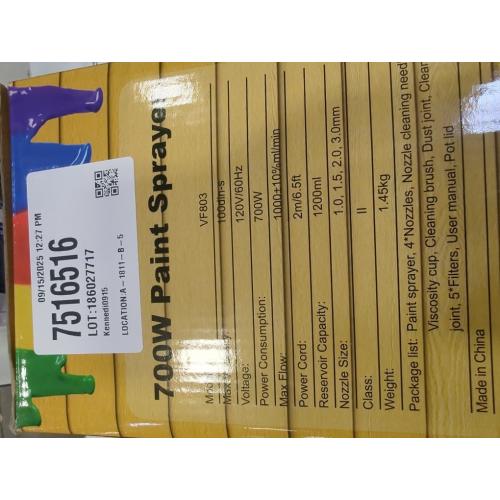 09/15/2025 12:27 PM
7516516
LOT:186027717
Kennedi0915
LOCATION:A - 1811 - B - 5
700W Paint Sprayer
VF803
100din-s
Voltage: 120V/60Hz
Power Consumption: 700W
Max Flow: 1000±10%ml/min
Power Cord: 2m/6.5ft
Reservoir Capacity: 1200ml
Nozzle Size: 1.0, 1.5, 2.0, 3.0mm
Class: II
Weight: 1.45kg
Package list: Paint sprayer, 4*Nozzles, Nozzle cleaning need
Viscosity cup, Cleaning brush, Dust joint, Clean
joint, 5*Filters, User manual, Pot lid
Made in China